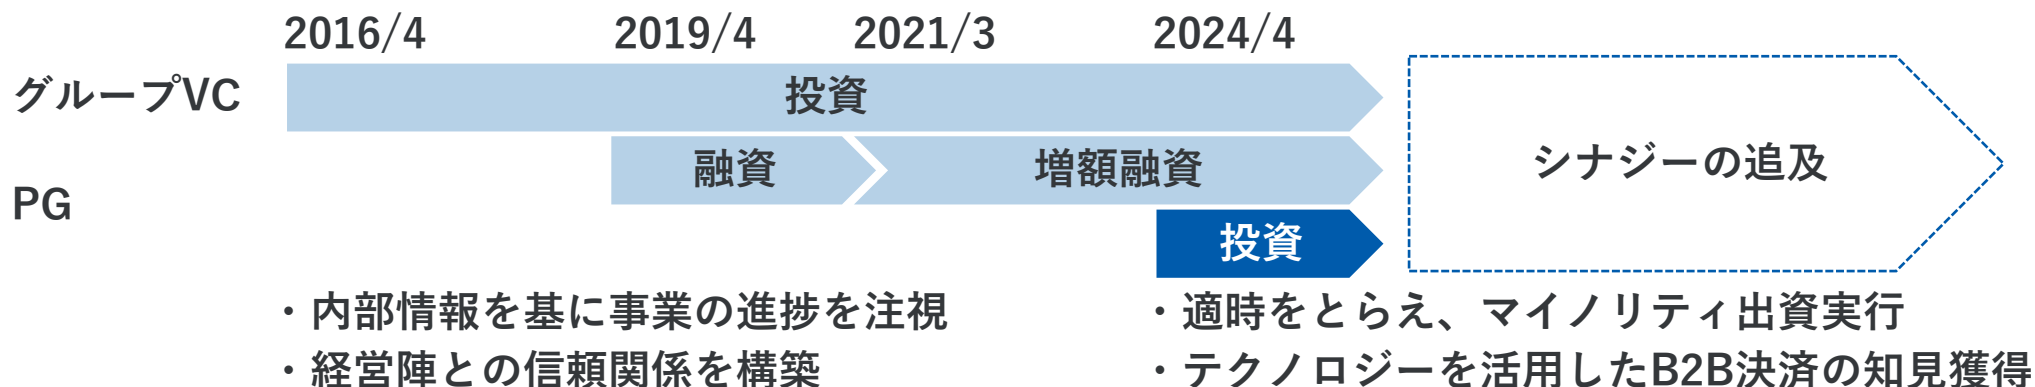 2016/4 2019/4 2021/3 2024/4
グループVC
投資
融資 増額融資
PG
投資
シナジーの追及
・内部情報を基に事業の進捗を注視
・経営陣との信頼関係を構築
・適時をとらえ、マイノリティ出資実行
・テクノロジーを活用したB2B決済の知見獲得